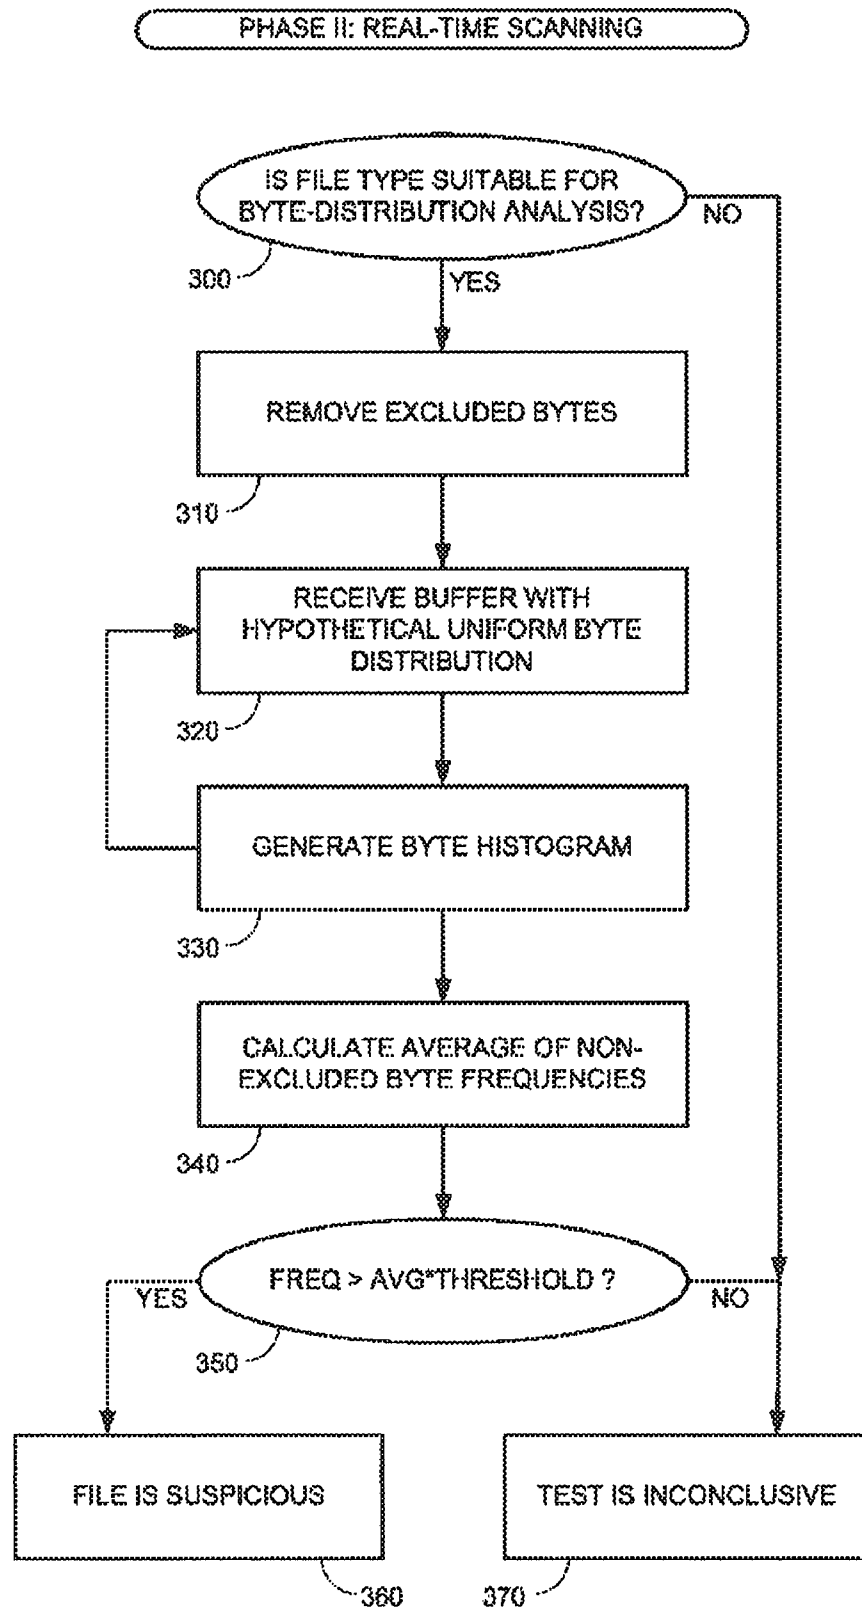 PHASE II: REAL-TIME SCANNING
IS FILE TYPE SUITABLE FOR
BYTE-DISTRIBUTION ANALYSIS?
NO
300
YES
REMOVE EXCLUDED BYTES
310
RECEIVE BUFFER WITH
HYPOTHETICAL UNIFORM BYTE
DISTRIBUTION
320
GENERATE BYTE HISTOGRAM
330
CALCULATE AVERAGE OF NON-
EXCLUDED BYTE FREQUENCIES
340
FREQ > AVG*THRESHOLD ?
YES
NO
350
FILE IS SUSPICIOUS
TEST IS INCONCLUSIVE
360
370